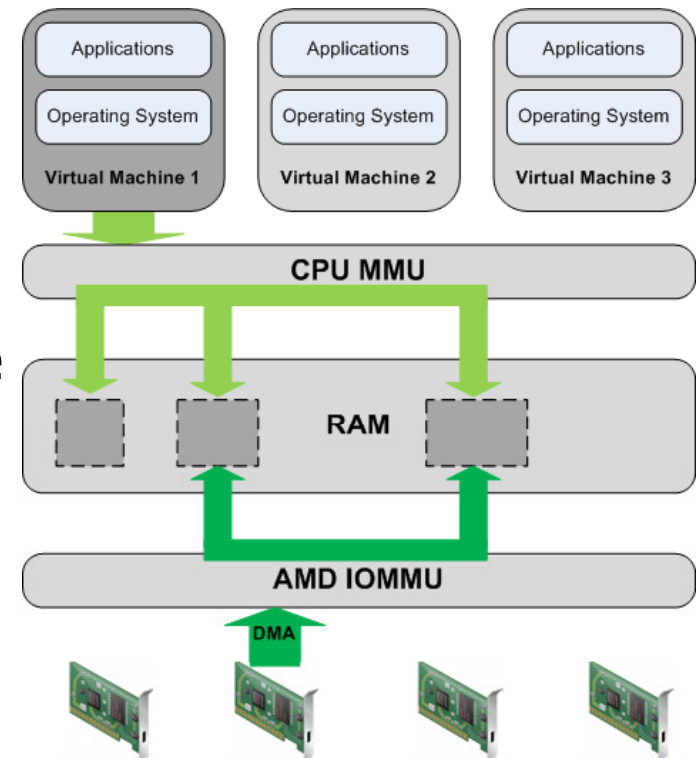 Applications
Operating System
Virtual Machine 1
Applications
Operating System
Virtual Machine 2
Applications
Operating System
Virtual Machine 3
CPU MMU
e
RAM
AMD IOMMU
DMA